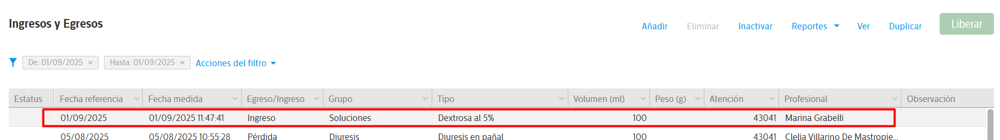 Ingresos y Egresos
Añadir Eliminar Inactivar Reportes Ver Duplicar Liberar
De: 01/09/2025 × Hasta: 01/09/2025 × Acciones del filtro
Estatus Fecha referencia Fecha medida Egreso/Ingreso Grupo Tipo Volumen (ml) Peso (g) Atención Profesional Observación
01/09/2025 01/09/2025 11:47:41 Ingreso Soluciones Dextrosa al 5% 100 43041 Marina Grabelli
05/08/2025 05/08/2025 10:55:28 Pérdida Diuresis Diuresis en pañal 100 43041 Clelia Villarino De Mastropie...